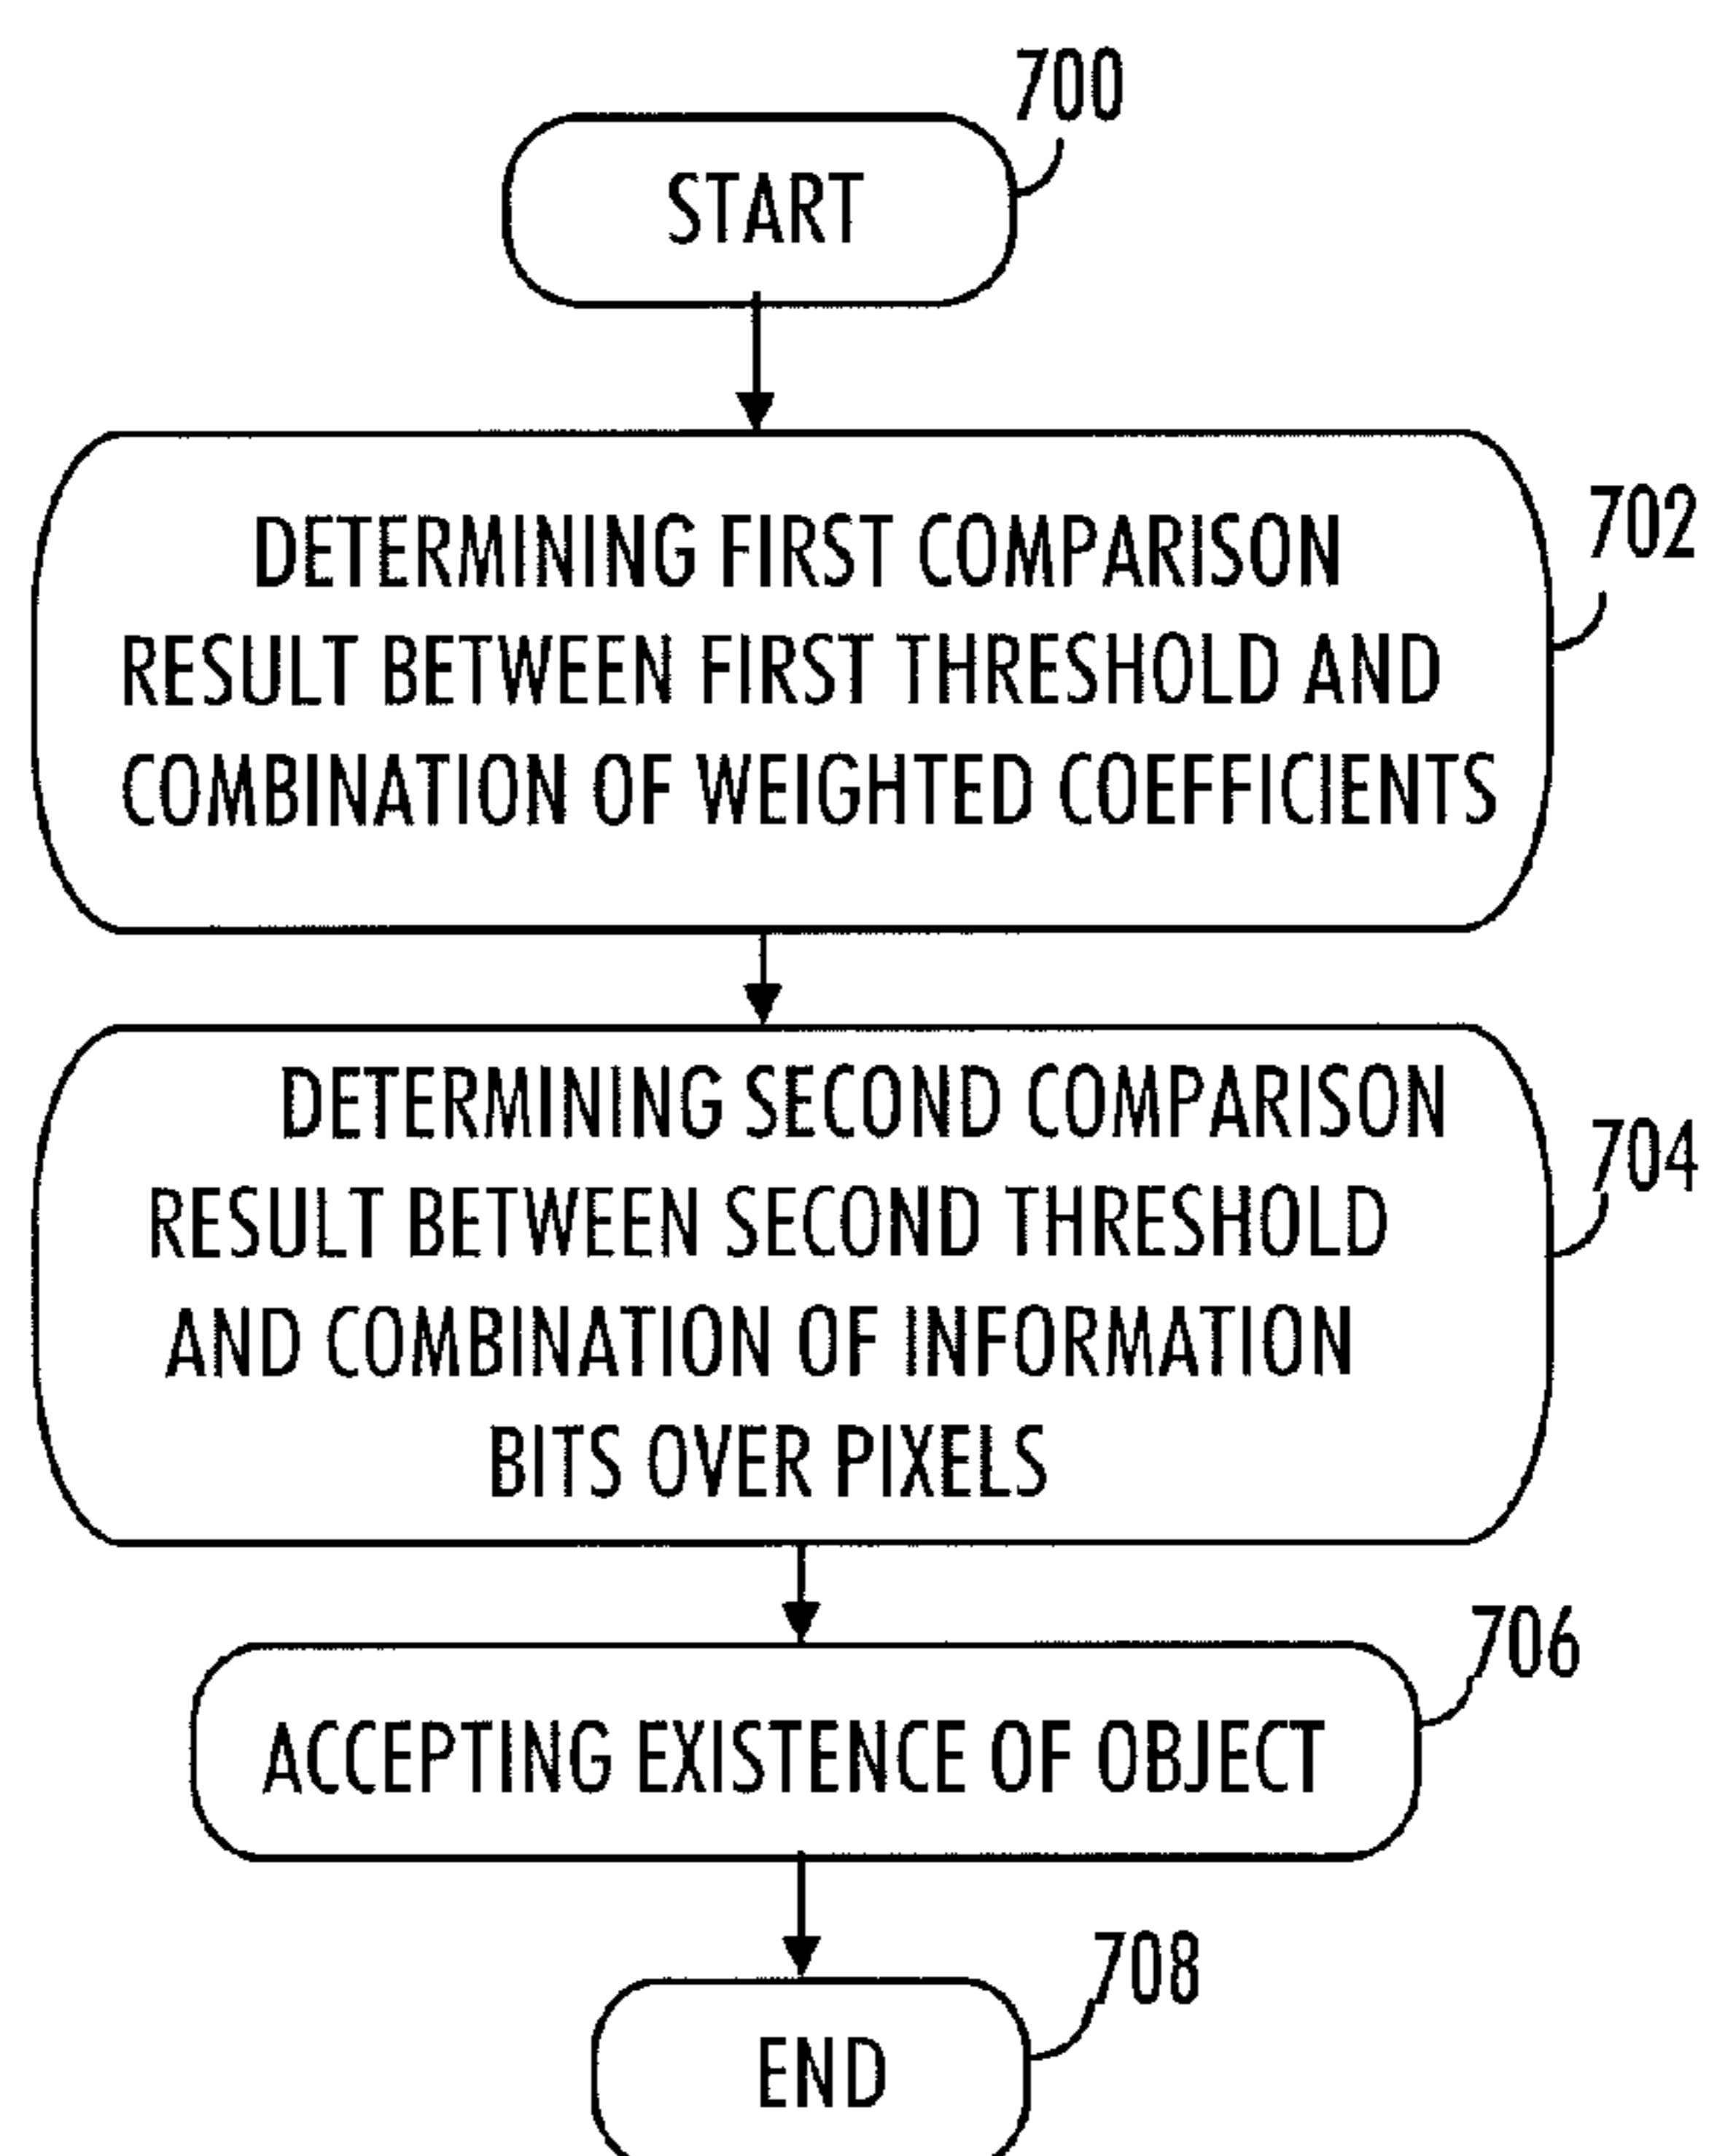 700
START
702
DETERMINING FIRST COMPARISON
RESULT BETWEEN FIRST THRESHOLD AND
COMBINATION OF WEIGHTED COEFFICIENTS
704
DETERMINING SECOND COMPARISON
RESULT BETWEEN SECOND THRESHOLD
AND COMBINATION OF INFORMATION
BITS OVER PIXELS
706
ACCEPTING EXISTENCE OF OBJECT
708
END